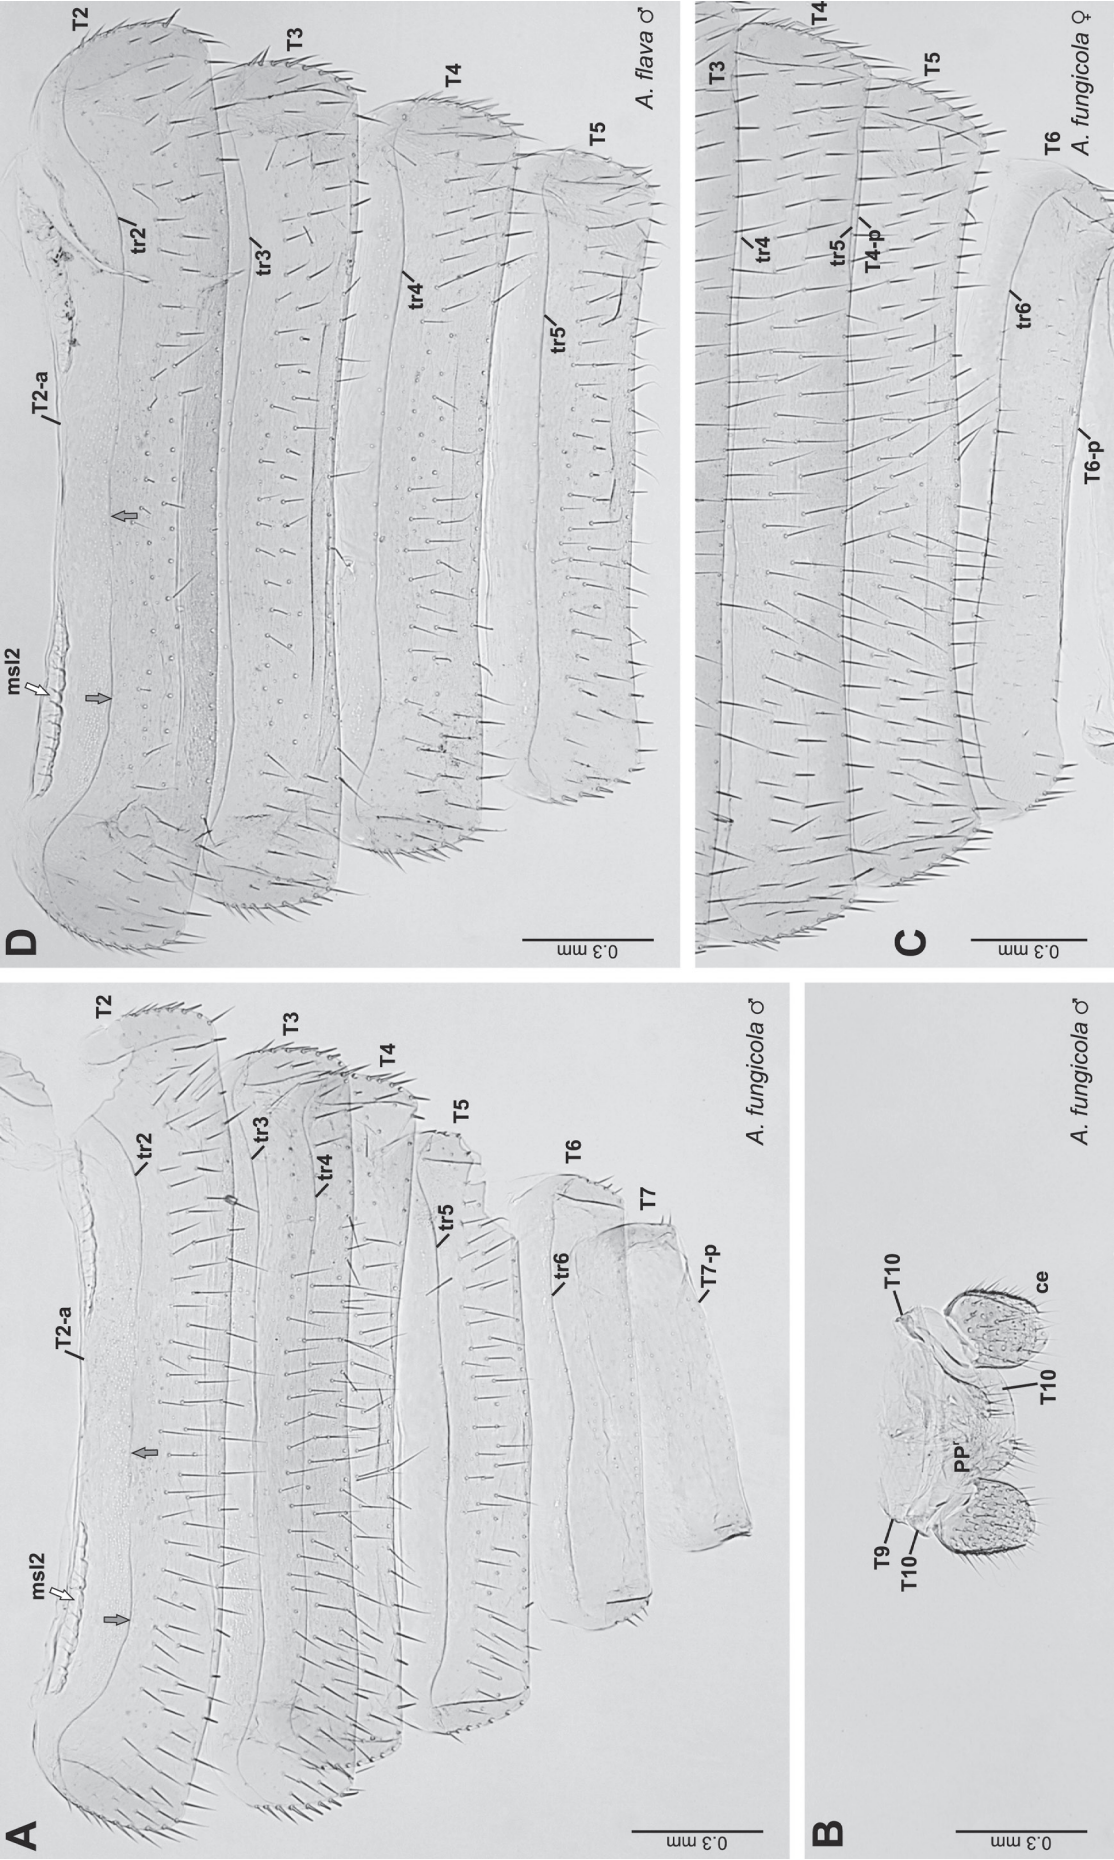 A
T2
T2-a
msl2
tr2
T3
tr3
T4
tr4
T5
tr5
T6
tr6
T7
T7-p
0.3 mm
A. fungicola ♂
B
T9
T10
T10
PP
T10
ce
0.3 mm
A. fungicola ♂
C
T3
T4
tr4
T5
tr5
T4-p
T6
tr6
T6-p
0.3 mm
A. fungicola ♀
D
T2
T2-a
msl2
tr2
T3
tr3
T4
tr4
T5
tr5
0.3 mm
A. flava ♂